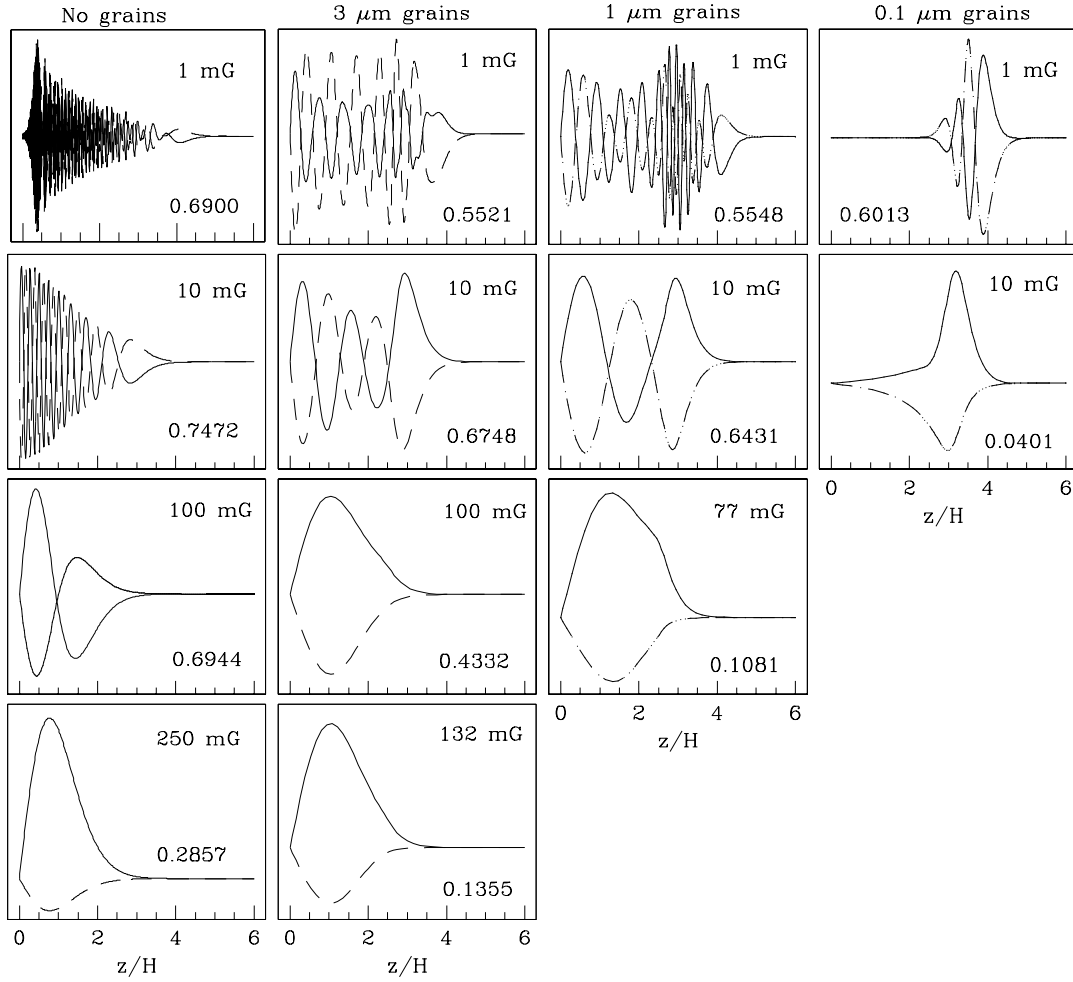 No grains 3 μm grains 1 μm grains 0.1 μm grains
1 mG 1 mG 1 mG 1 mG
0.6900 0.5521 0.5548 0.6013
10 mG 10 mG 10 mG 10 mG
0.7472 0.6748 0.6431 0.0401
0 2 4 6
z/H
100 mG 100 mG 77 mG
0.6944 0.4332 0.1081
0 2 4 6
z/H
250 mG 132 mG
0.2857 0.1355
0 2 4 6 0 2 4 6
z/H z/H